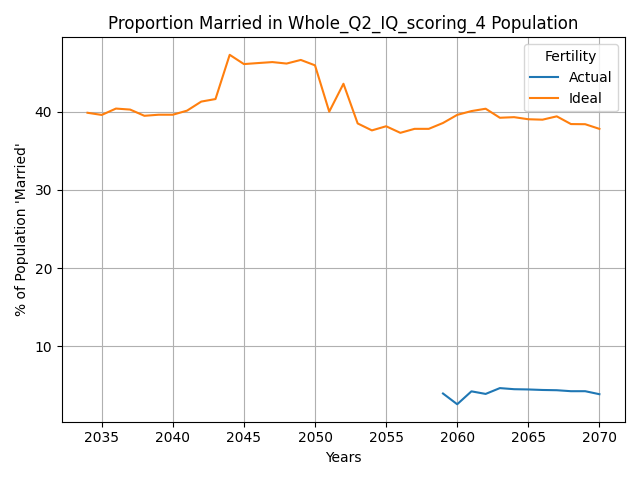 Proportion Married in Whole_Q2_IQ_scoring_4 Population
% of Population 'Married'
40
30
20
10
Fertility
Actual
Ideal
2035 2040 2045 2050 2055 2060 2065 2070
Years